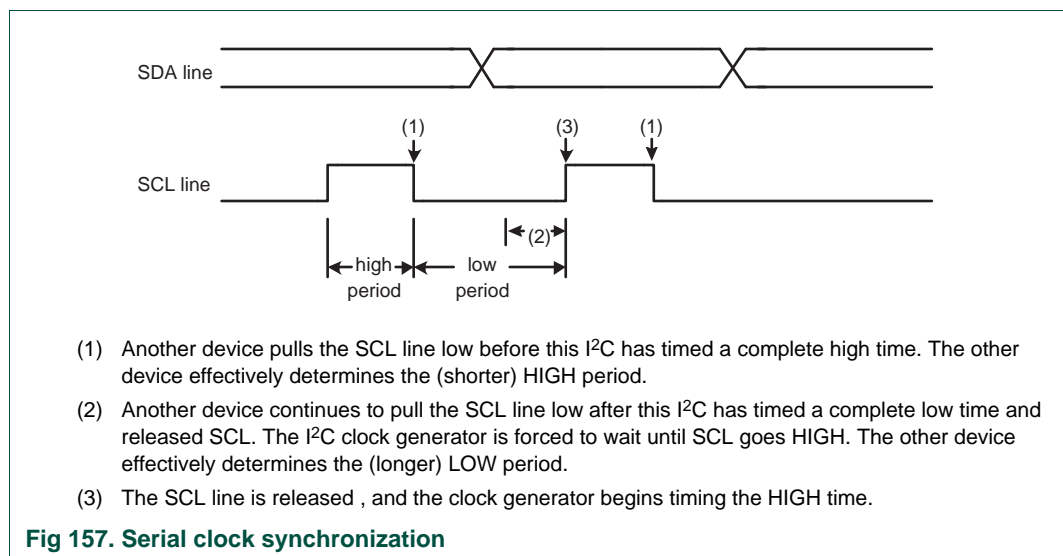 SDA line
(1) (3) (1)
SCL line
(2)
high low
period period
(1) Another device pulls the SCL line low before this I2C has timed a complete high time. The other
device effectively determines the (shorter) HIGH period.
(2) Another device continues to pull the SCL line low after this I2C has timed a complete low time and
released SCL. The I2C clock generator is forced to wait until SCL goes HIGH. The other device
effectively determines the (longer) LOW period.
(3) The SCL line is released , and the clock generator begins timing the HIGH time.
Fig 157. Serial clock synchronization